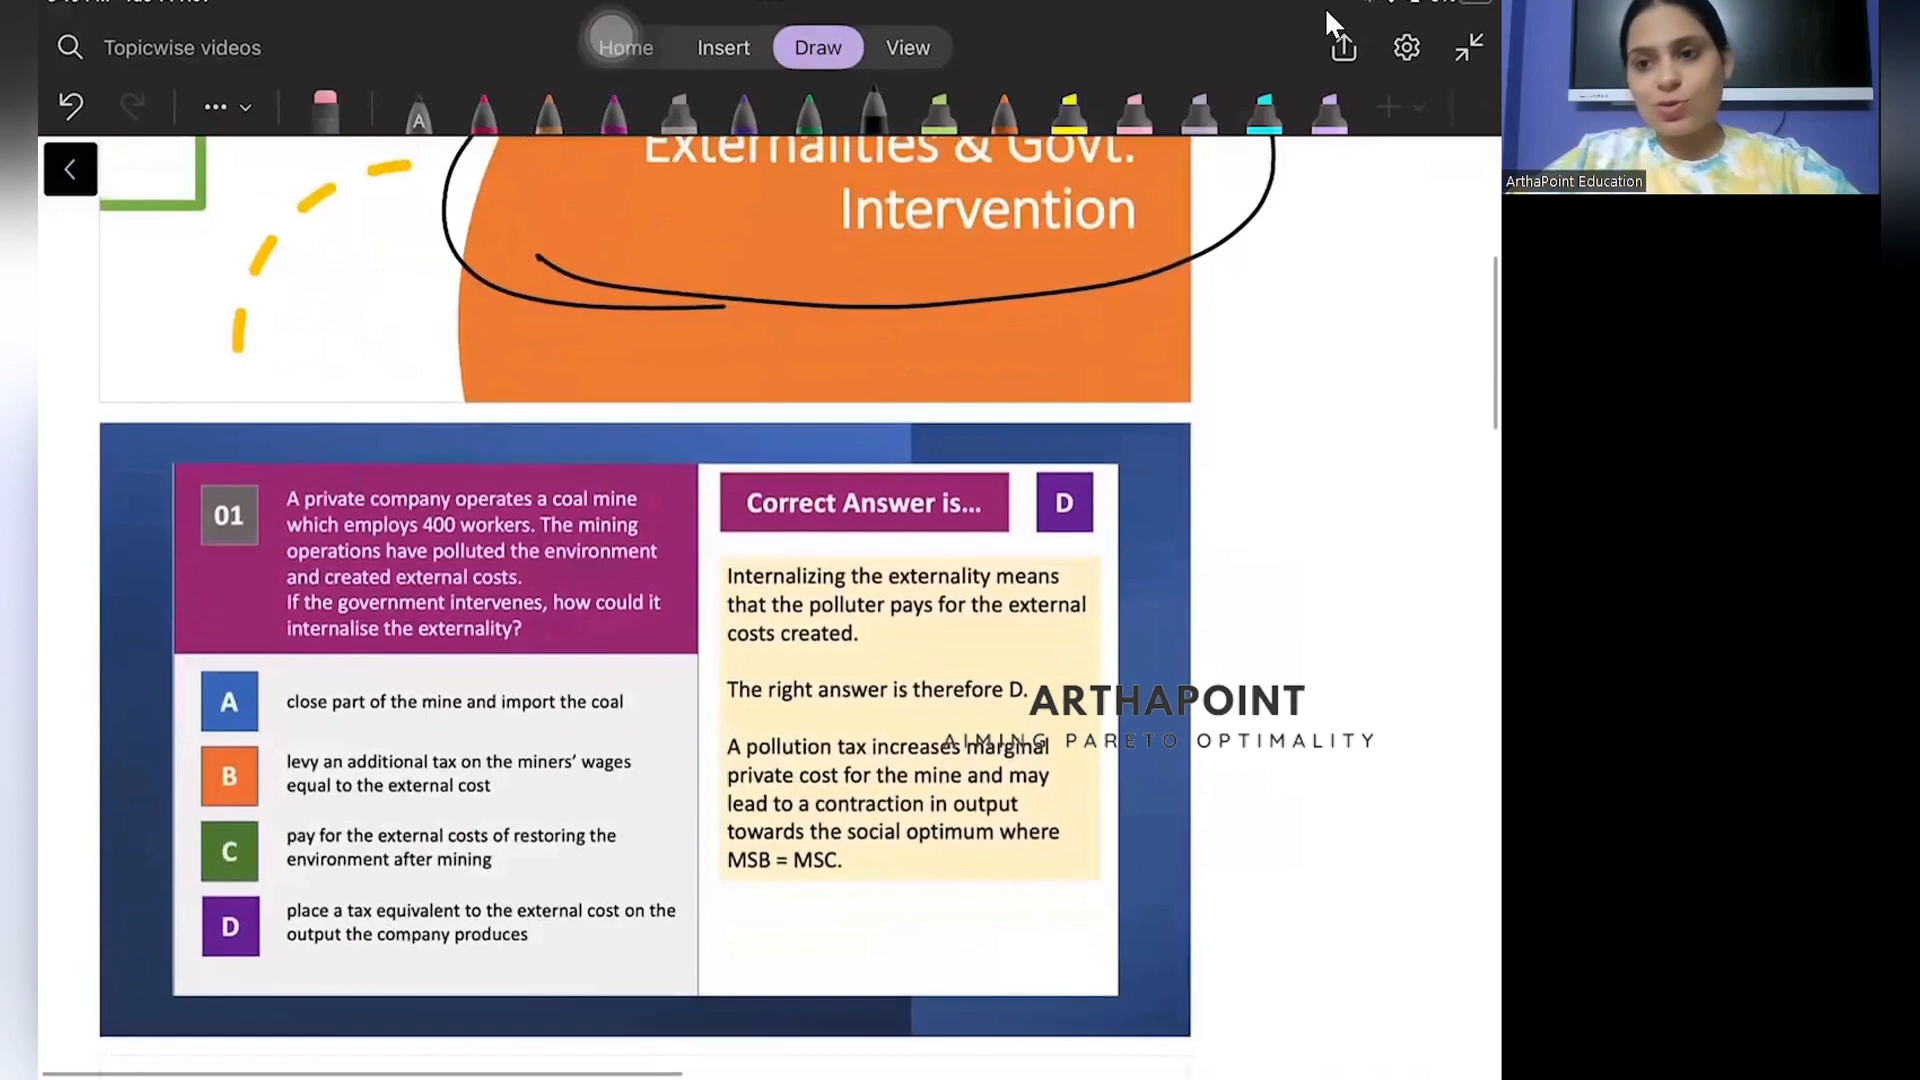 Topicwise videos
Home
Insert
Draw
View
A
ArthaPoint Education
Externalities & Govt.
Intervention
01
A private company operates a coal mine
which employs 400 workers. The mining
operations have polluted the environment
and created external costs.
If the government intervenes, how could it
internalise the externality?
A
close part of the mine and import the coal
B
levy an additional tax on the miners' wages
equal to the external cost
C
pay for the external costs of restoring the
environment after mining
D
place a tax equivalent to the external cost on the
output the company produces
Correct Answer is...
D
Internalizing the externality means
that the polluter pays for the external
costs created.
The right answer is therefore D.
A pollution tax increases marginal
private cost for the mine and may
lead to a contraction in output
towards the social optimum where
MSB = MSC.
ARTHAPOINT
AIMING PARETO OPTIMALITY